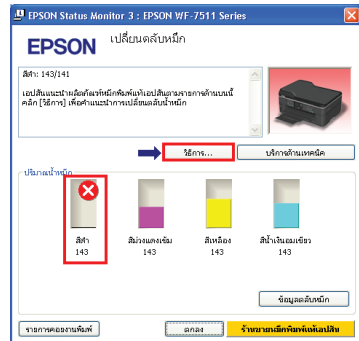 EPSON Status Monitor 3 : EPSON WF-7511 Series
EPSON
เปลี่ยนตลับหมึก
สีดำ: 143/141
เอปสันแนะนำผลิตภัณฑ์หมึกพิมพ์แท้เอปสันตามรายการด้านบนนี้
คลิก [วิธีการ] เพื่อคำแนะนำการเปลี่ยนตลับน้ำหมึก
วิธีการ...
บริการด้านเทคนิค
ปริมาณน้ำหมึก
สีดำ
143
สีม่วงแดงเข้ม
143
สีเหลือง
143
สีน้ำเงินอมเขียว
143
ข้อมูลตลับหมึก
รายการคอยงานพิมพ์
ตกลง
ร้านขายหมึกพิมพ์แท้เอปสัน